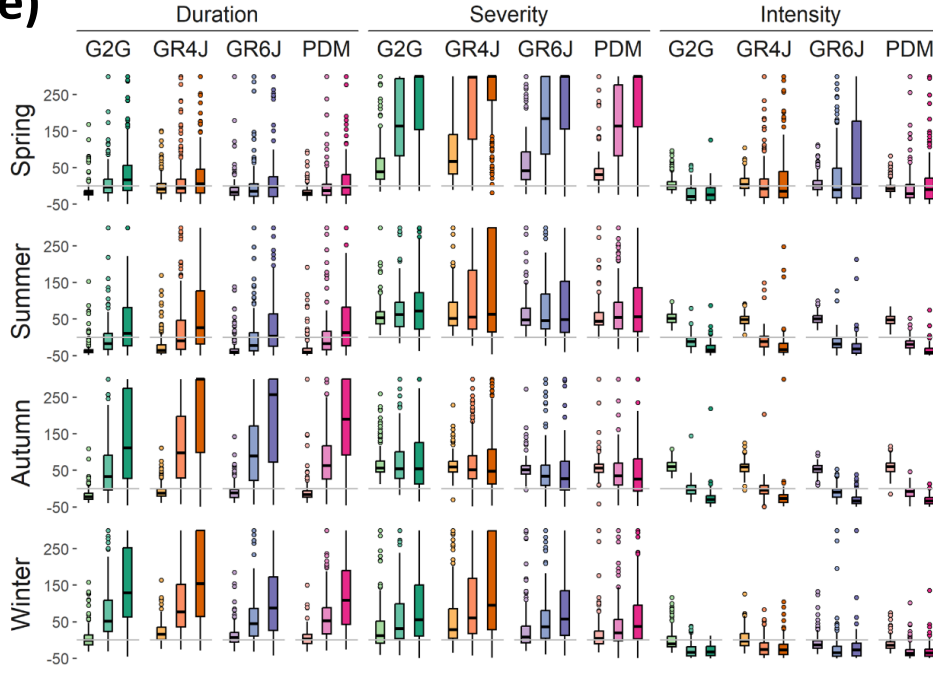 e)
Duration Severity Intensity
G2G GR4J GR6J PDM G2G GR4J GR6J PDM G2G GR4J GR6J PDM
Spring
250
150
50
-50
Summer
250
150
50
-50
Autumn
250
150
50
-50
Winter
250
150
50
-50